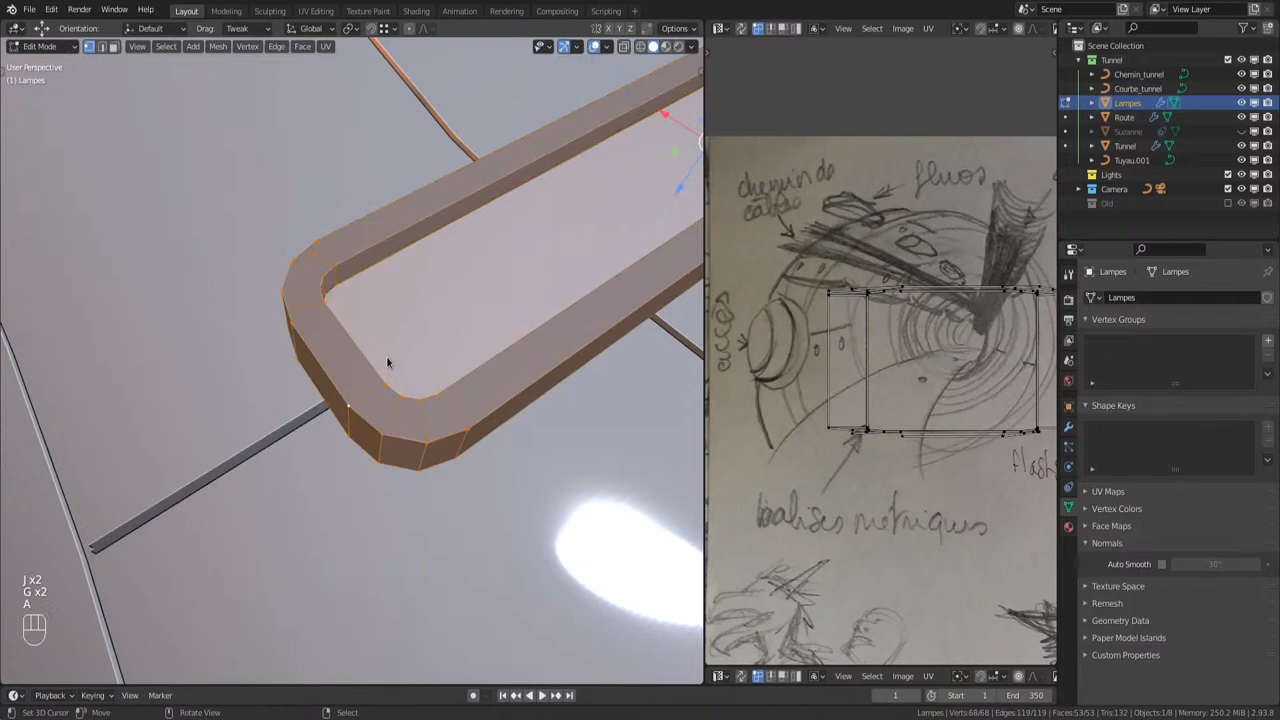 File Edit Render Window Help Layout Modeling Sculpting UV Editing Texture Paint Shading Animation Rendering Compositing Scripting + Scene View Layer
Orientation: Default Drag: Tweak Global X Y Z Options View Select Image UV
Edit Mode View Select Add Mesh Vertex Edge Face UV
User Perspective
(1) Lampes
J x2
G x2
A
chemin de
fluos
balises métriques
Scene Collection
Tunnel
Chemin_tunnel
Courbe_tunnel
Lampes
Route
Suzanne
Tunnel
Tuyau.001
Lights
Camera
Old
Lampes Lampes
Lampes
Vertex Groups
Shape Keys
UV Maps
Vertex Colors
Face Maps
Normals
Auto Smooth 30°
Texture Space
Remesh
Geometry Data
Paper Model Islands
Custom Properties
View Select Image UV
Playback Keying View Marker 1 Start 1 End 350
Set 3D Cursor Move Rotate View Select Lampes | Verts:68/68 | Edges:119/119 | Faces:53/53 | Tris:132 | Objects:1/8 | Memory: 250.2 MiB | 2.93.8